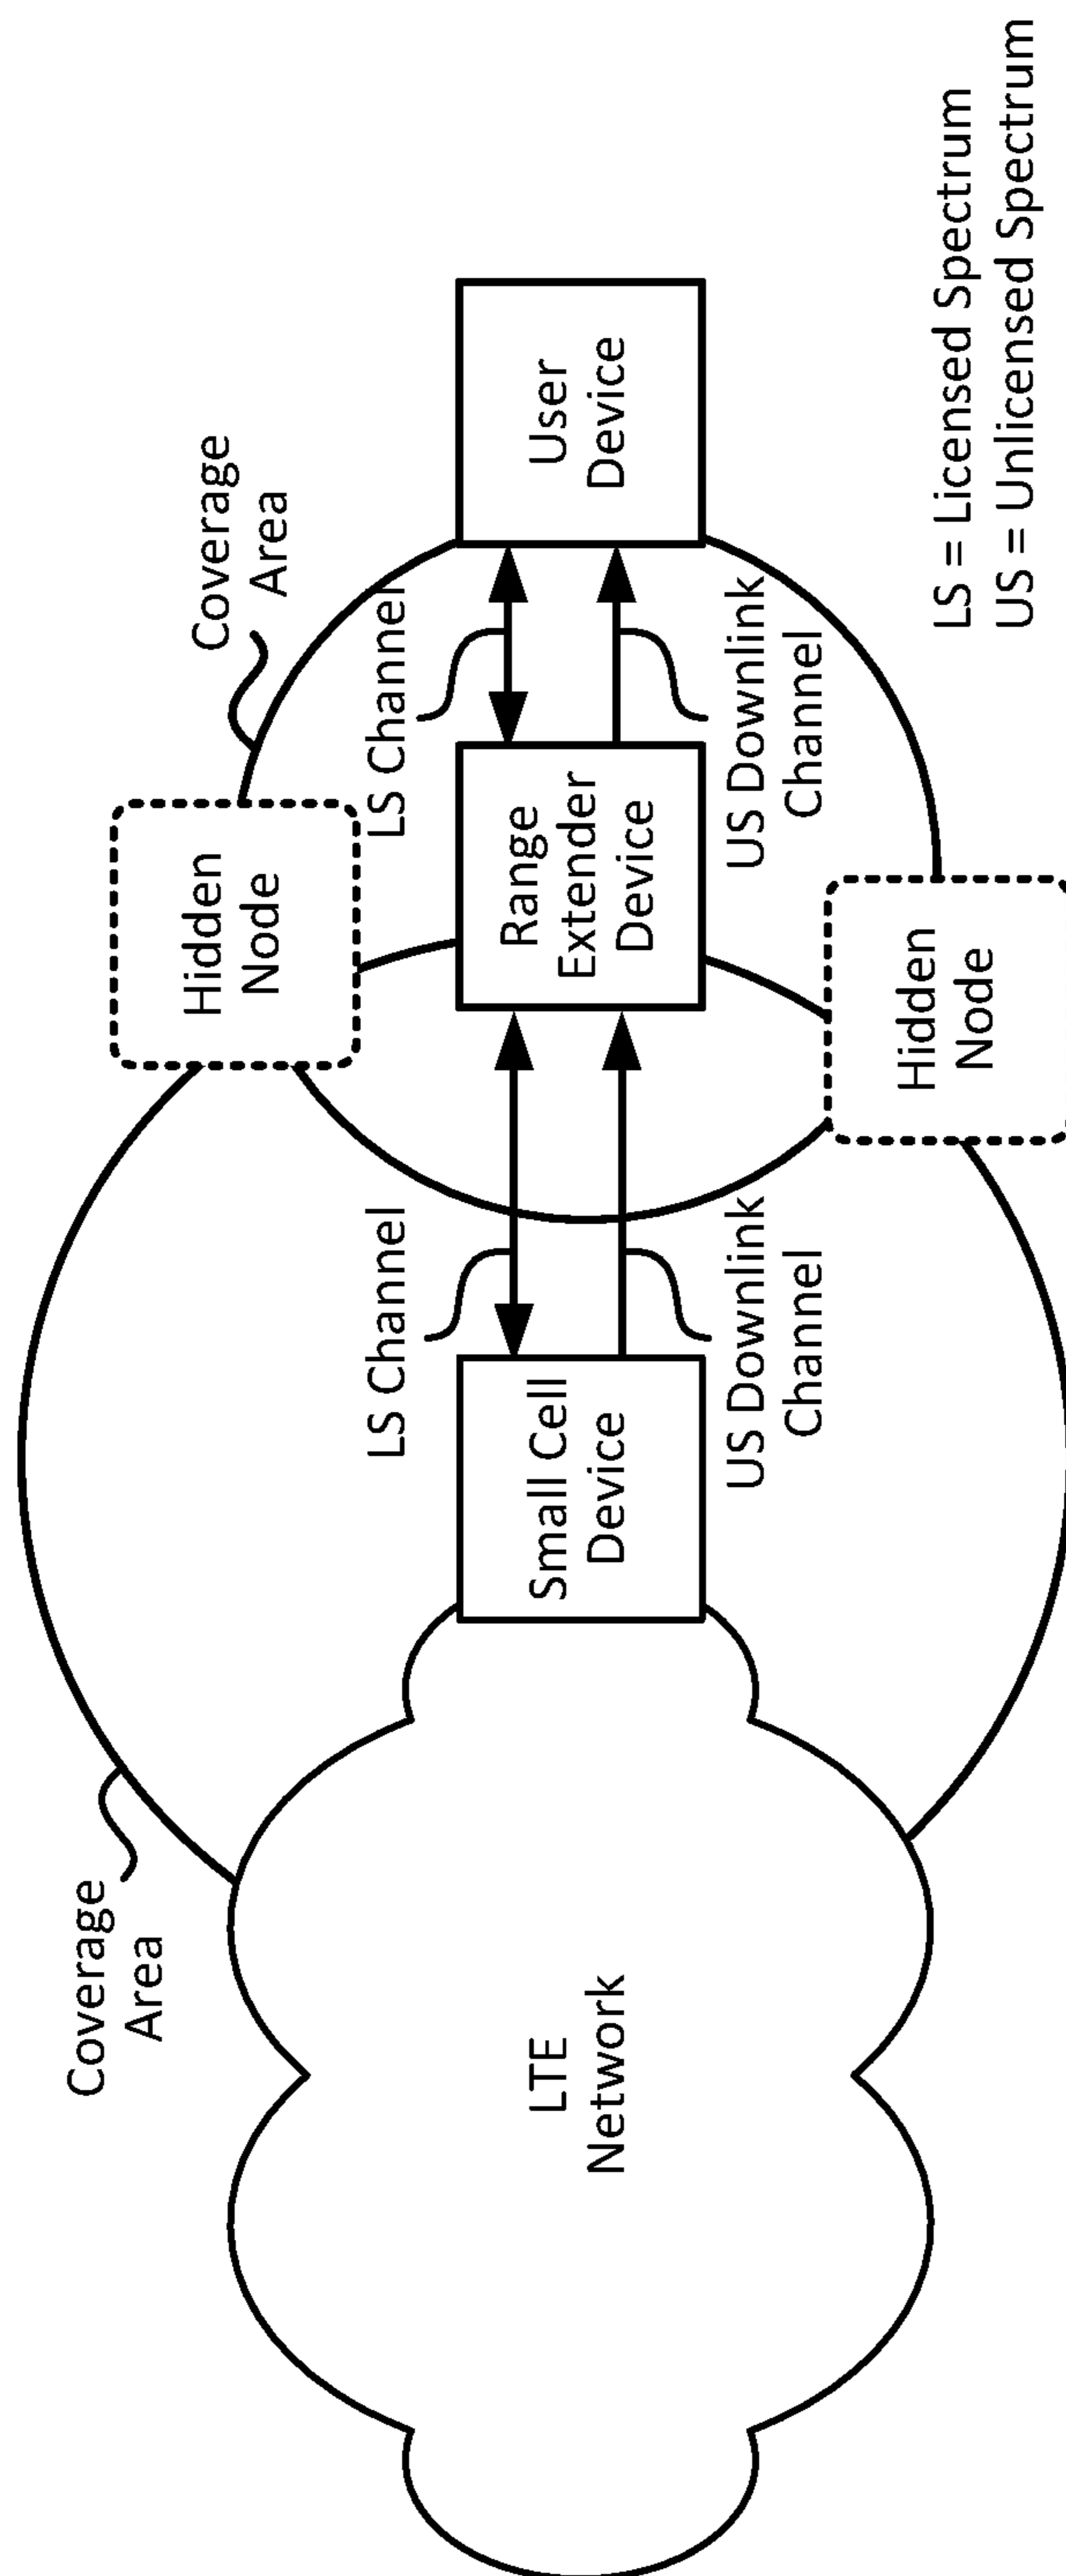 Coverage
Area
Coverage
Area
Hidden
Node
LS Channel
LS Channel
LTE
Network
Small Cell
Device
Range
Extender
Device
User
Device
US Downlink
Channel
US Downlink
Channel
Hidden
Node
LS = Licensed Spectrum
US = Unlicensed Spectrum